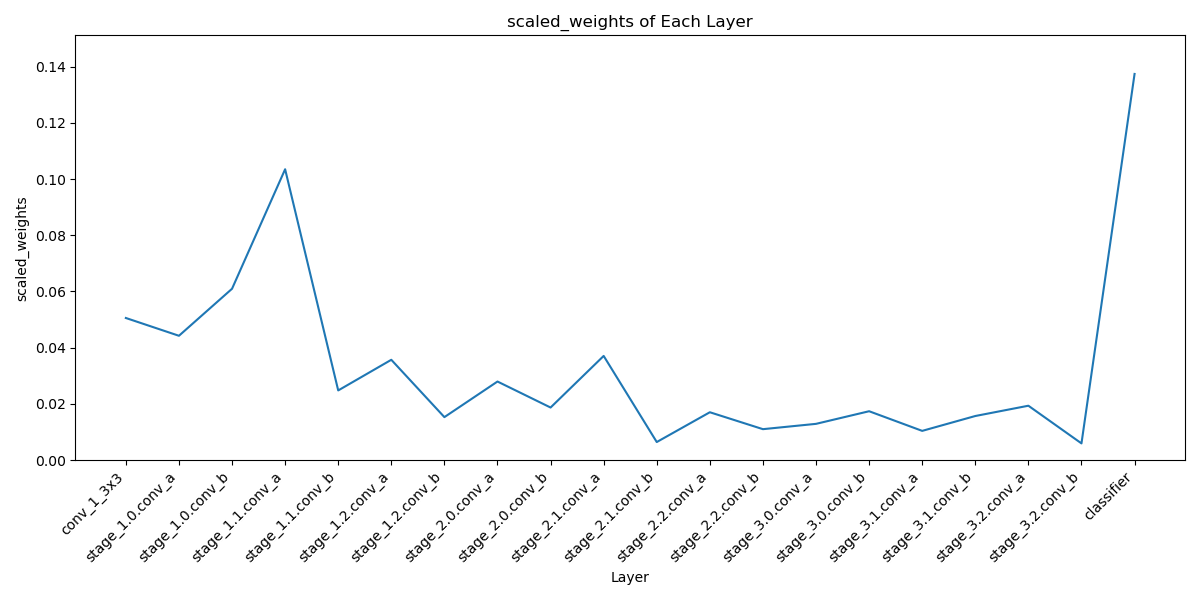 scaled_weights of Each Layer
scaled_weights
0.14
0.12
0.10
0.08
0.06
0.04
0.02
0.00
conv_1_3x3
stage_1.0.conv_a
stage_1.0.conv_b
stage_1.1.conv_a
stage_1.1.conv_b
stage_1.2.conv_a
stage_1.2.conv_b
stage_2.0.conv_a
stage_2.0.conv_b
stage_2.1.conv_a
stage_2.1.conv_b
stage_2.2.conv_a
stage_2.2.conv_b
stage_3.0.conv_a
stage_3.0.conv_b
stage_3.1.conv_a
stage_3.1.conv_b
stage_3.2.conv_a
stage_3.2.conv_b
classifier
Layer